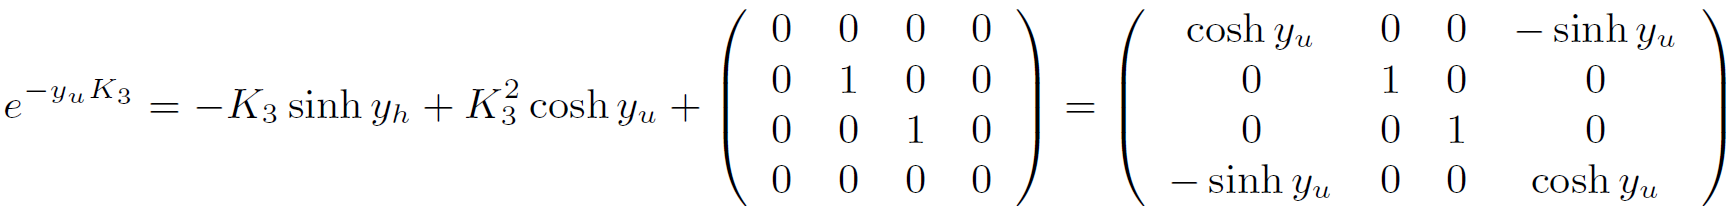 $e^{-y_u K_3} = -K_3 \sinh y_h + K_3^2 \cosh y_u + \begin{pmatrix} 0 & 0 & 0 & 0 \\ 0 & 1 & 0 & 0 \\ 0 & 0 & 1 & 0 \\ 0 & 0 & 0 & 0 \end{pmatrix} = \begin{pmatrix} \cosh y_u & 0 & 0 & -\sinh y_u \\ 0 & 1 & 0 & 0 \\ 0 & 0 & 1 & 0 \\ -\sinh y_u & 0 & 0 & \cosh y_u \end{pmatrix}$